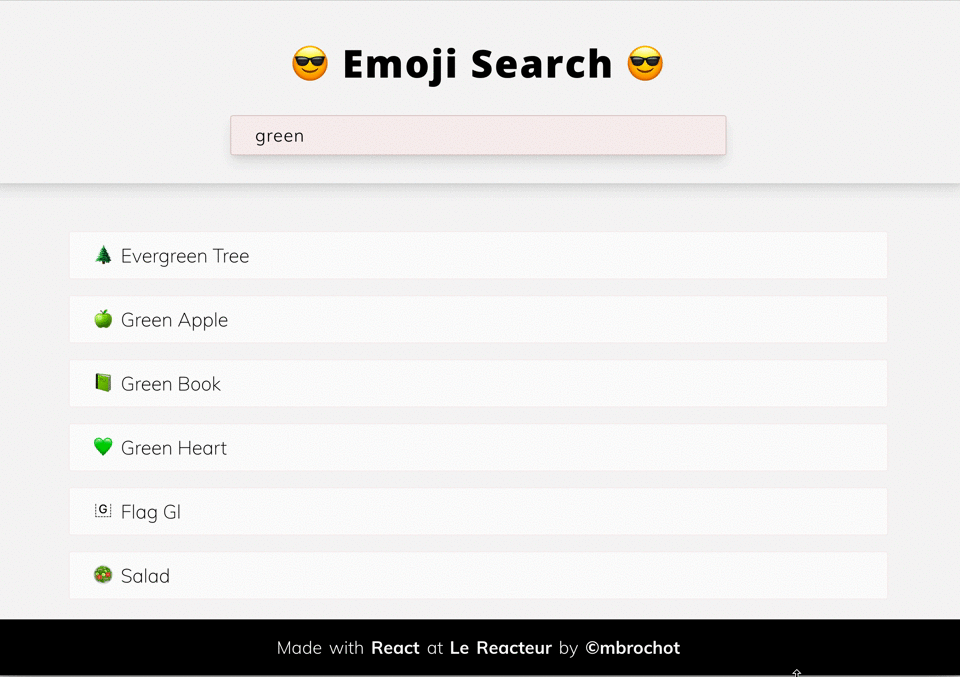 😎 Emoji Search 😎
green
🌲 Evergreen Tree
🍏 Green Apple
📗 Green Book
💚 Green Heart
G Flag Gl
🥗 Salad
Made with React at Le Reacteur by ©mbrochot